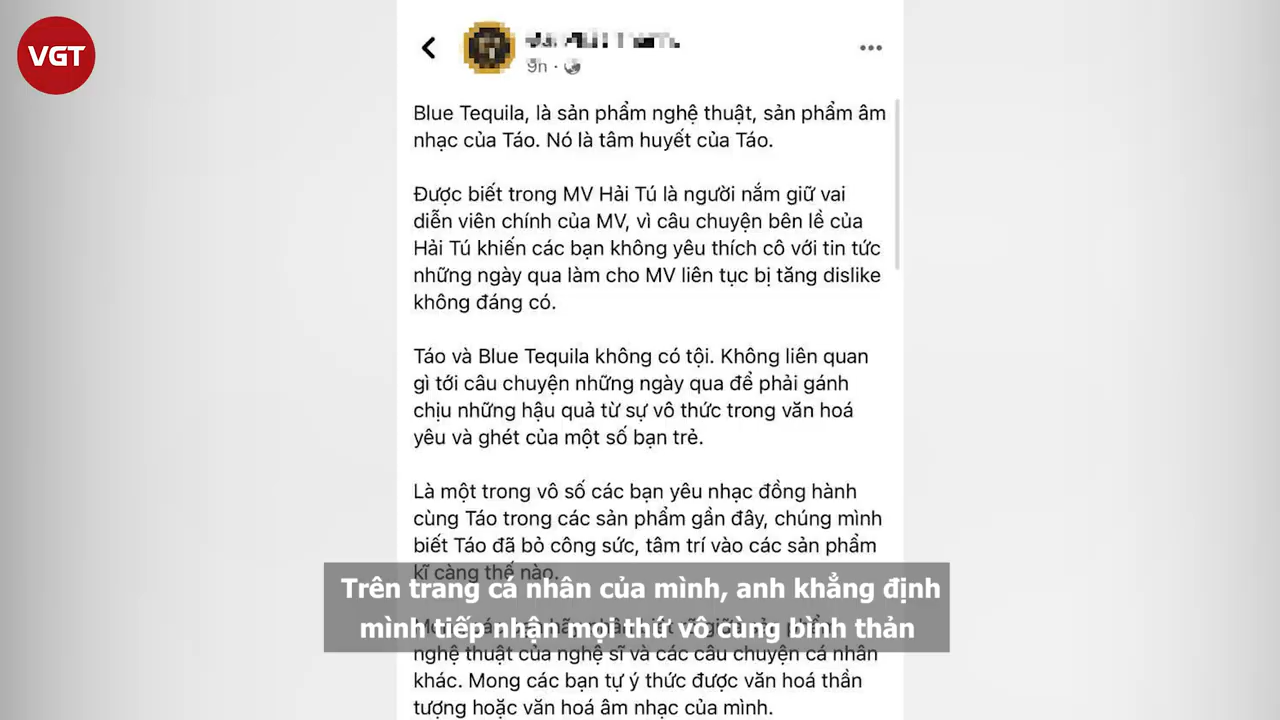 VGT
9n
Blue Tequila, là sản phẩm nghệ thuật, sản phẩm âm
nhạc của Táo. Nó là tâm huyết của Táo.
Được biết trong MV Hải Tú là người nắm giữ vai
diễn viên chính của MV, vì câu chuyện bên lề của
Hải Tú khiến các bạn không yêu thích cô với tin tức
những ngày qua làm cho MV liên tục bị tăng dislike
không đáng có.
Táo và Blue Tequila không có tội. Không liên quan
gì tới câu chuyện những ngày qua để phải gánh
chịu những hậu quả từ sự vô thức trong văn hoá
yêu và ghét của một số bạn trẻ.
Là một trong vô số các bạn yêu nhạc đồng hành
cùng Táo trong các sản phẩm gần đây, chúng mình
biết Táo đã bỏ công sức, tâm trí vào các sản phẩm
kĩ càng thế nào.
Trên trang cá nhân của mình, anh khẳng định
mình tiếp nhận mọi thứ vô cùng bình thản
nghệ thuật của nghệ sĩ và các câu chuyện cá nhân
khác. Mong các bạn tự ý thức được văn hoá thần
tượng hoặc văn hoá âm nhạc của mình.